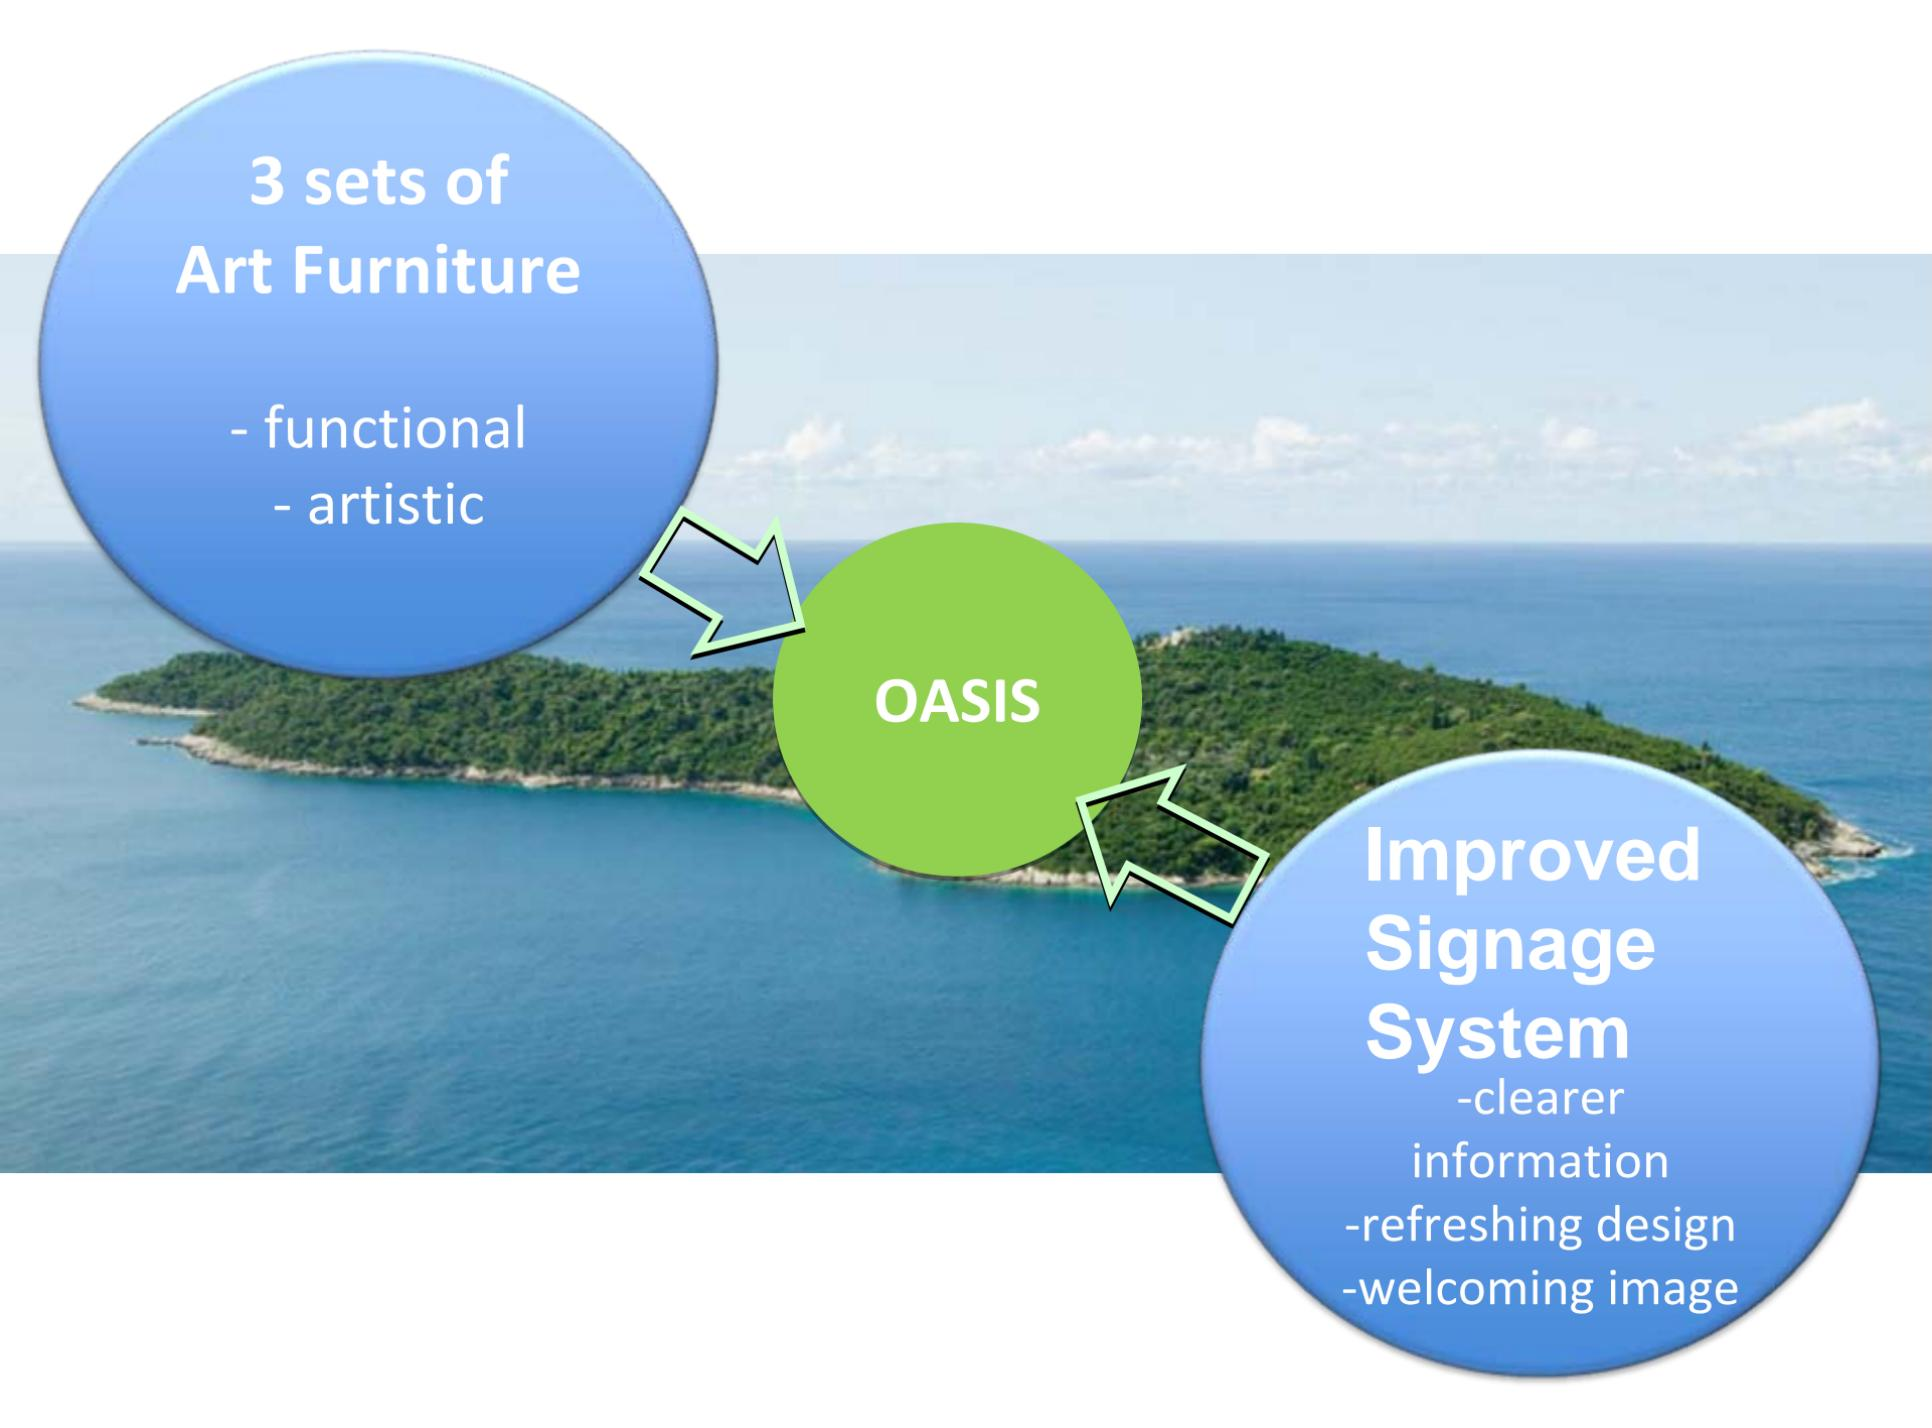 3 sets of
Art Furniture
- functional
- artistic
OASIS
Improved
Signage
System
-clearer
information
-refreshing design
-welcoming image